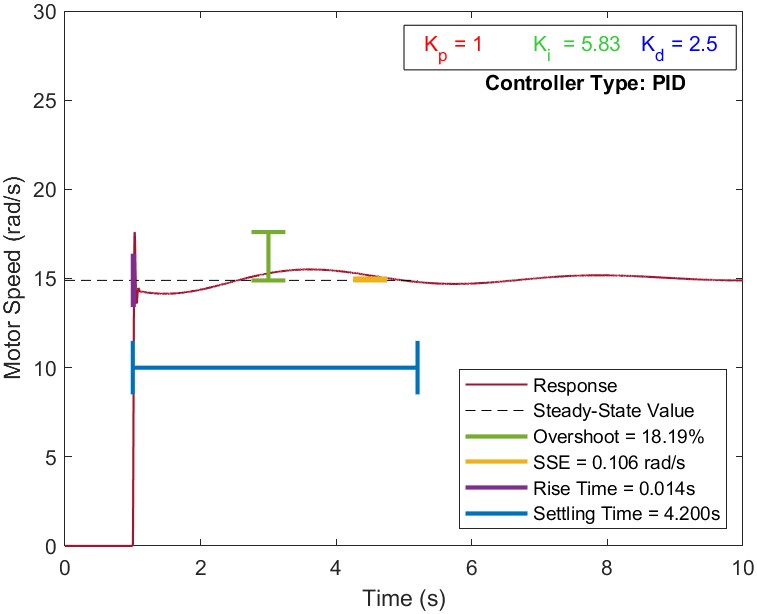 30
25
20
15
10
5
0
Motor Speed (rad/s)
Kp = 1 Ki = 5.83 Kd = 2.5
Controller Type: PID
Response
Steady-State Value
Overshoot = 18.19%
SSE = 0.106 rad/s
Rise Time = 0.014s
Settling Time = 4.200s
0 2 4 6 8 10
Time (s)